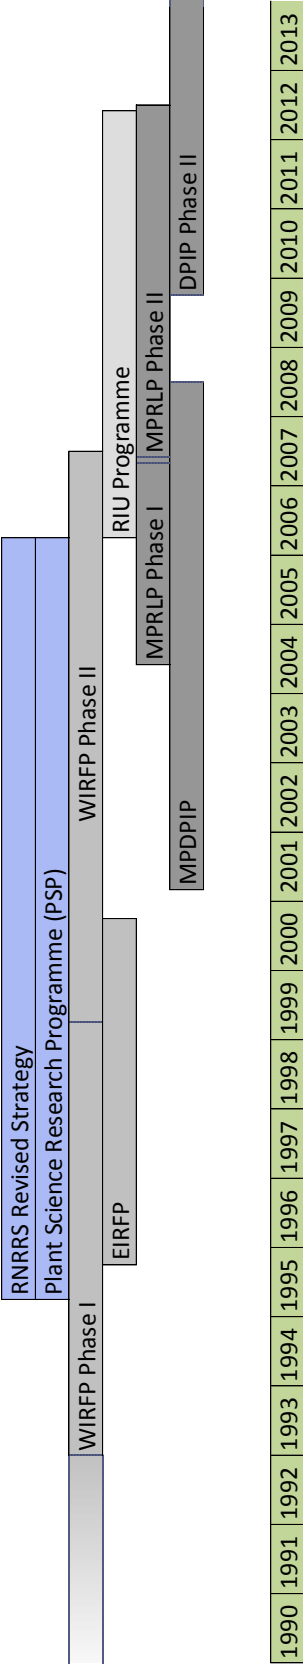 RNRRS Revised Strategy
Plant Science Research Programme (PSP)
WIRFP Phase I
WIRFP Phase II
EIRFP
RIU Programme
MPRLP Phase I
MPRLP Phase II
MPDPIP
DPIP Phase II
1990 1991 1992 1993 1994 1995 1996 1997 1998 1999 2000 2001 2002 2003 2004 2005 2006 2007 2008 2009 2010 2011 2012 2013